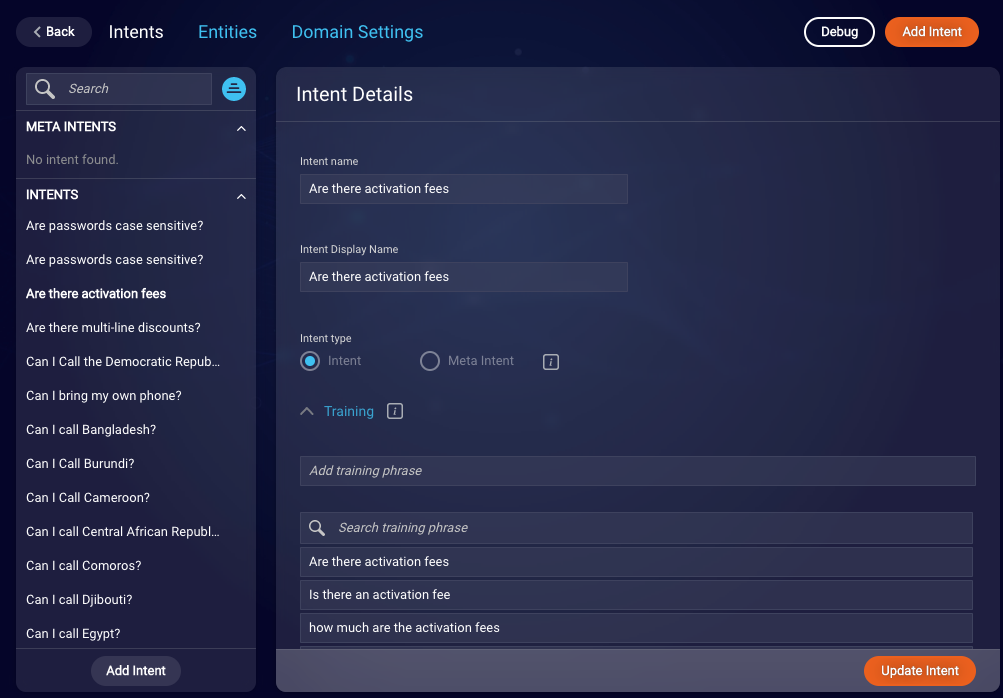 Back
Intents
Entities
Domain Settings
Debug
Add Intent
Search
META INTENTS
No intent found.
INTENTS
Are passwords case sensitive?
Are passwords case sensitive?
Are there activation fees
Are there multi-line discounts?
Can I Call the Democratic Repub...
Can I bring my own phone?
Can I call Bangladesh?
Can I Call Burundi?
Can I Call Cameroon?
Can I call Central African Republ...
Can I call Comoros?
Can I call Djibouti?
Can I call Egypt?
Add Intent
Intent Details
Intent name
Are there activation fees
Intent Display Name
Are there activation fees
Intent type
Intent
Meta Intent
i
Training
i
Add training phrase
Search training phrase
Are there activation fees
Is there an activation fee
how much are the activation fees
Update Intent